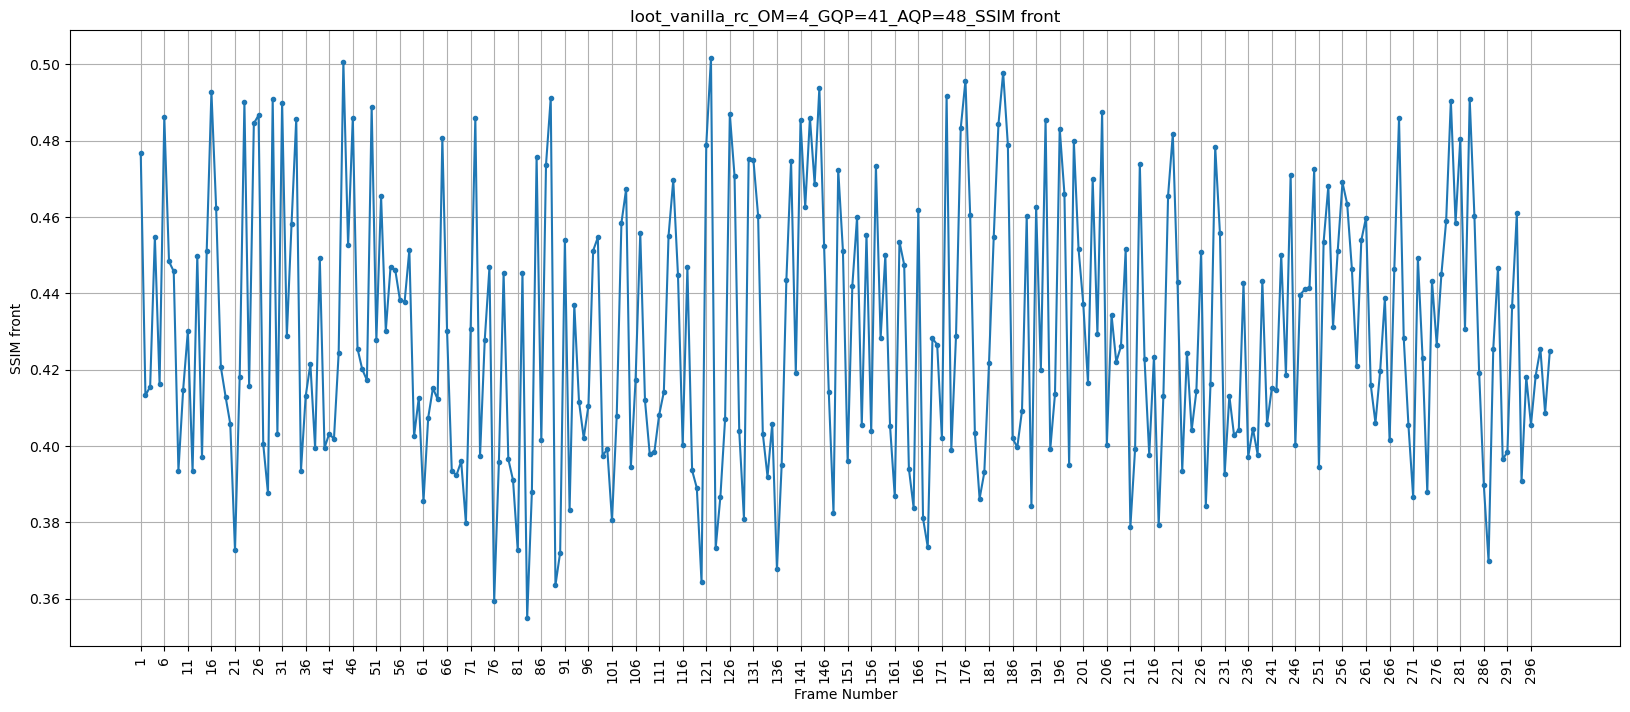 loot_vanilla_rc_OM=4_GQP=41_AQP=48_SSIM front
SSIM front
0.50
0.48
0.46
0.44
0.42
0.40
0.38
0.36
1 6 11 16 21 26 31 36 41 46 51 56 61 66 71 76 81 86 91 96 101 106 111 116 121 126 131 136 141 146 151 156 161 166 171 176 181 186 191 196 201 206 211 216 221 226 231 236 241 246 251 256 261 266 271 276 281 286 291 296
Frame Number